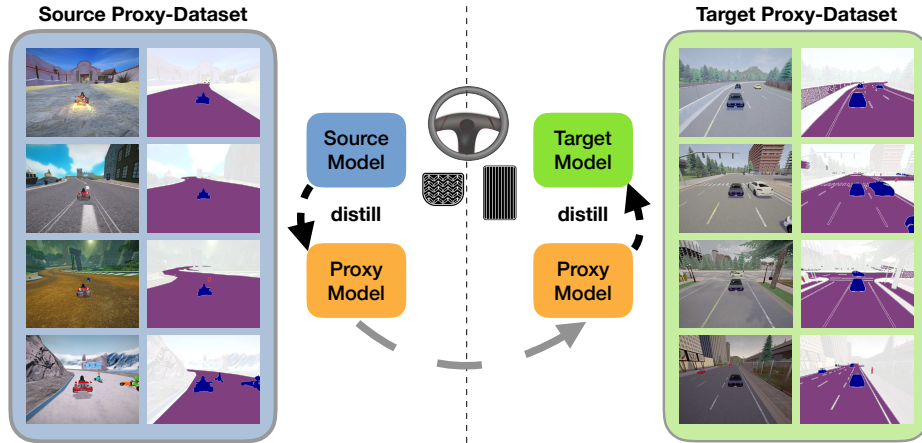 Source Proxy-Dataset
Target Proxy-Dataset
Source
Model
Target
Model
distill
distill
Proxy
Model
Proxy
Model